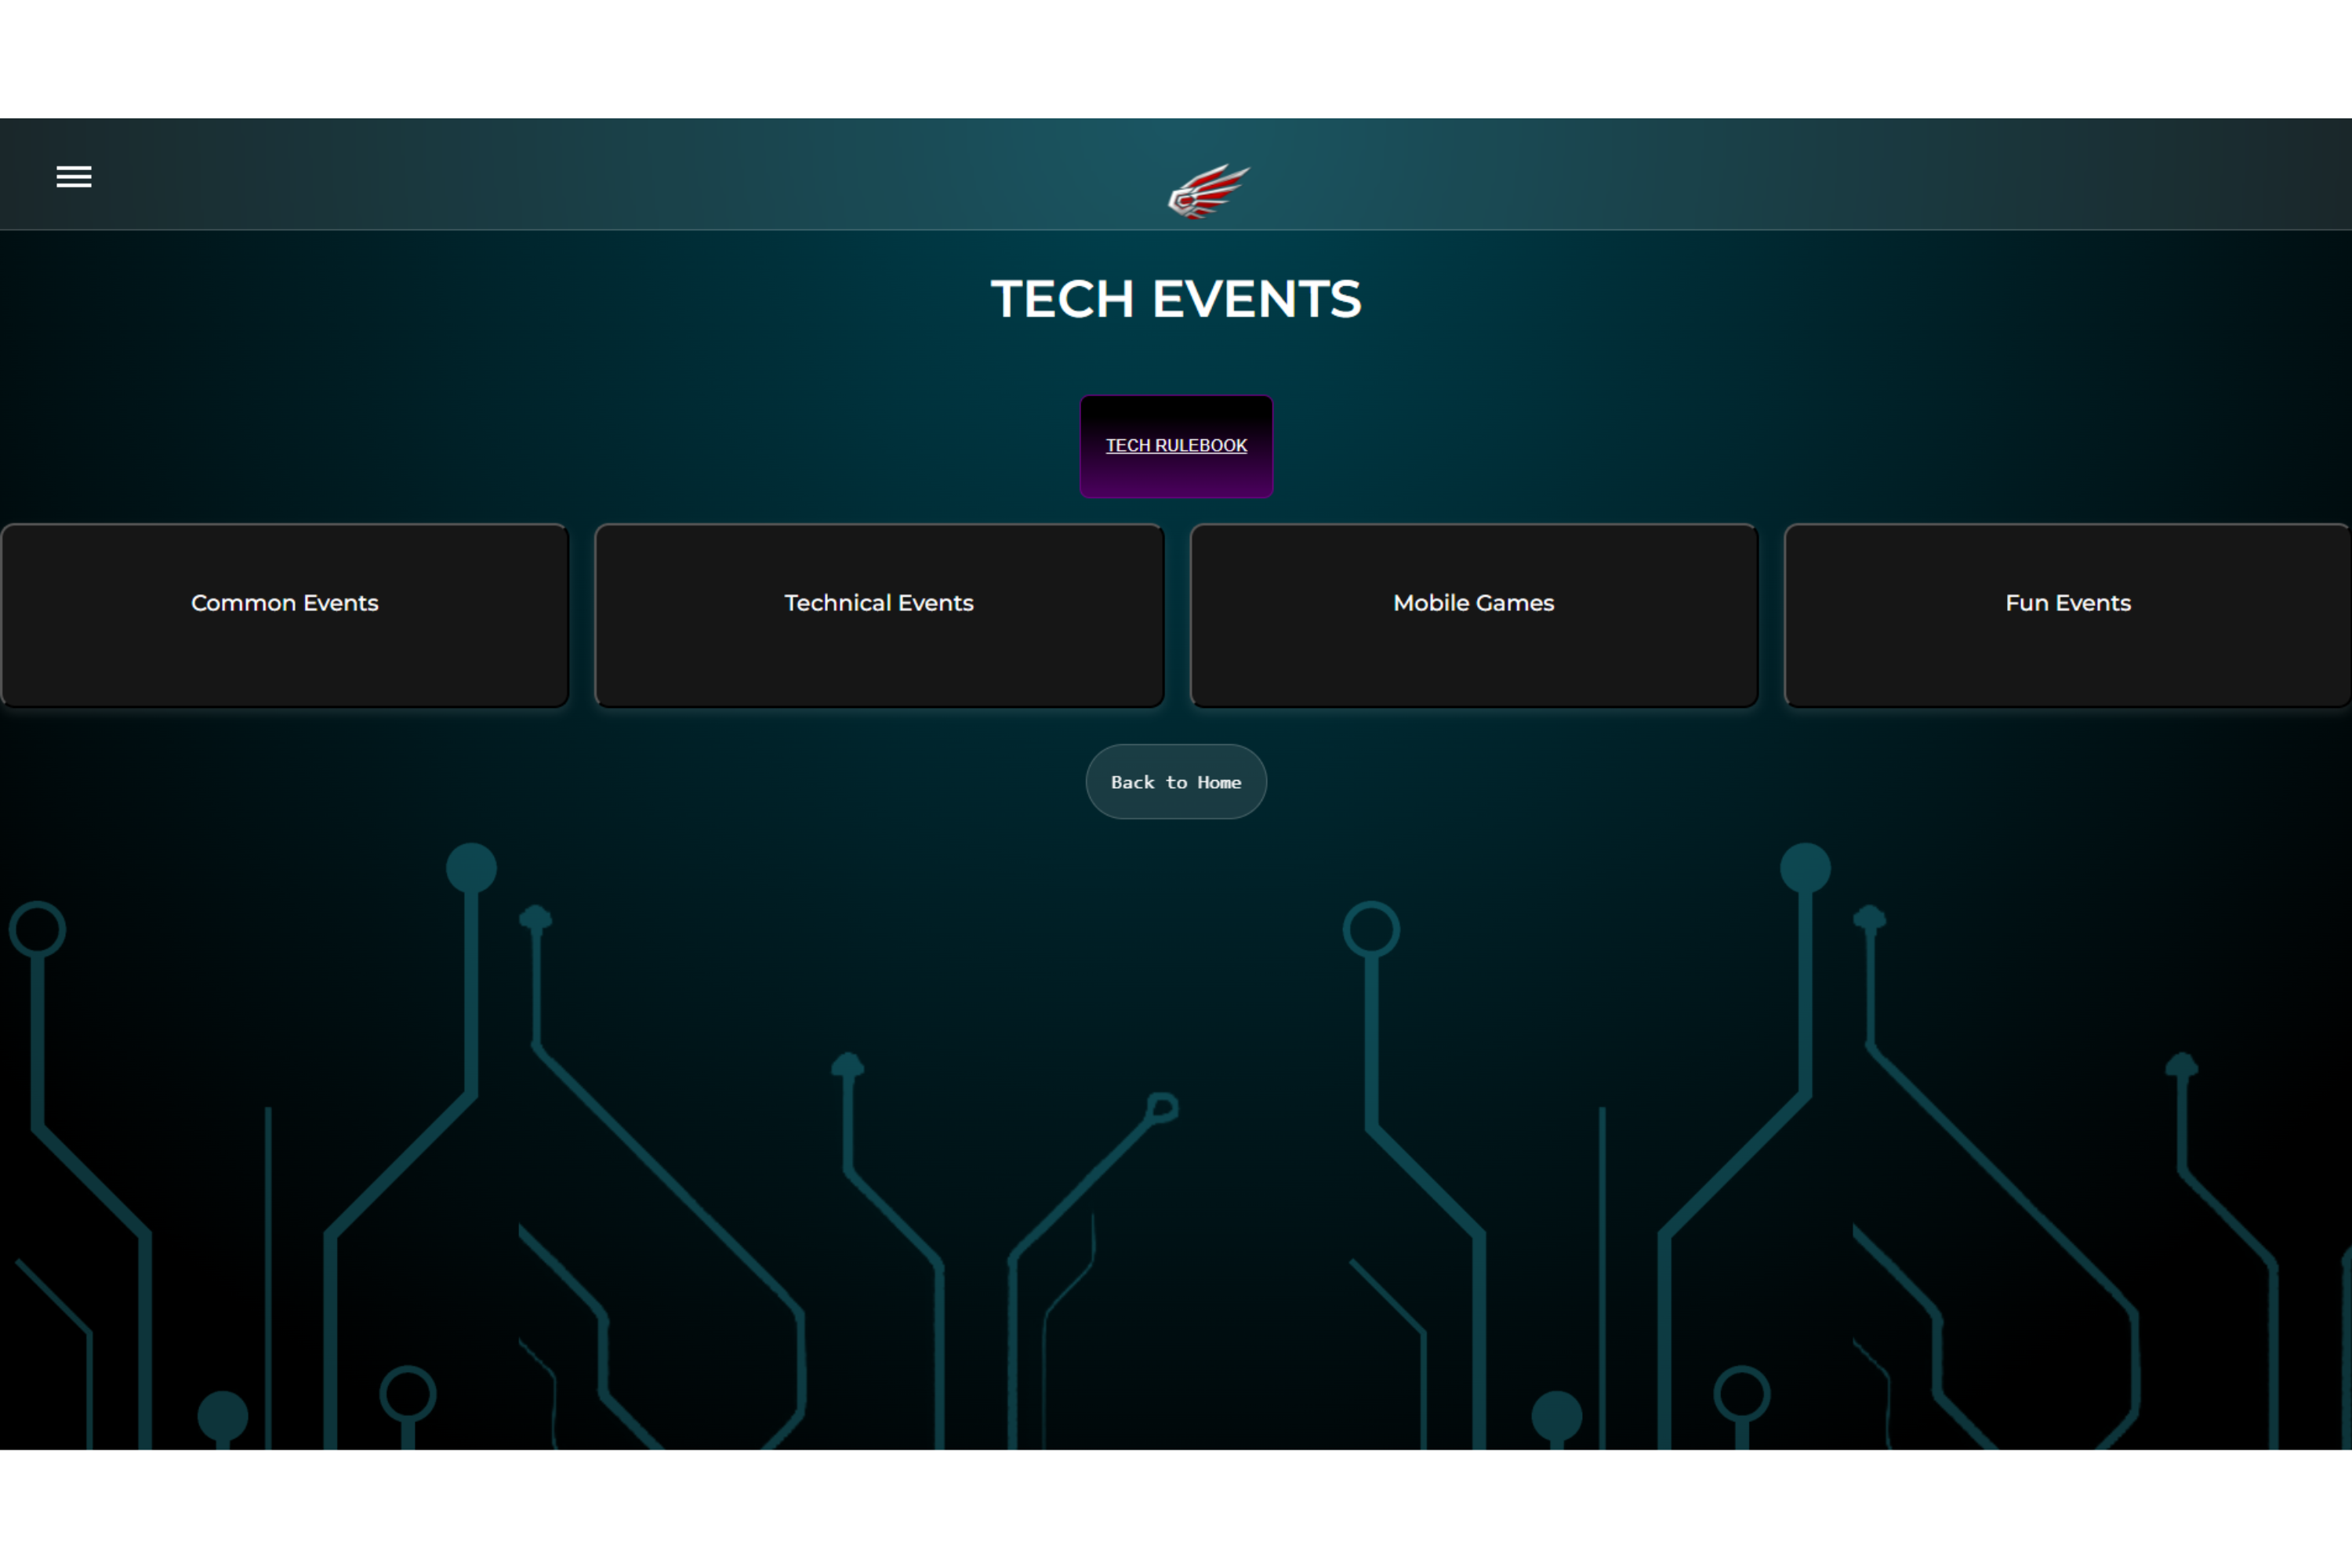 TECH EVENTS
TECH RULEBOOK
Common Events
Technical Events
Mobile Games
Fun Events
Back to Home